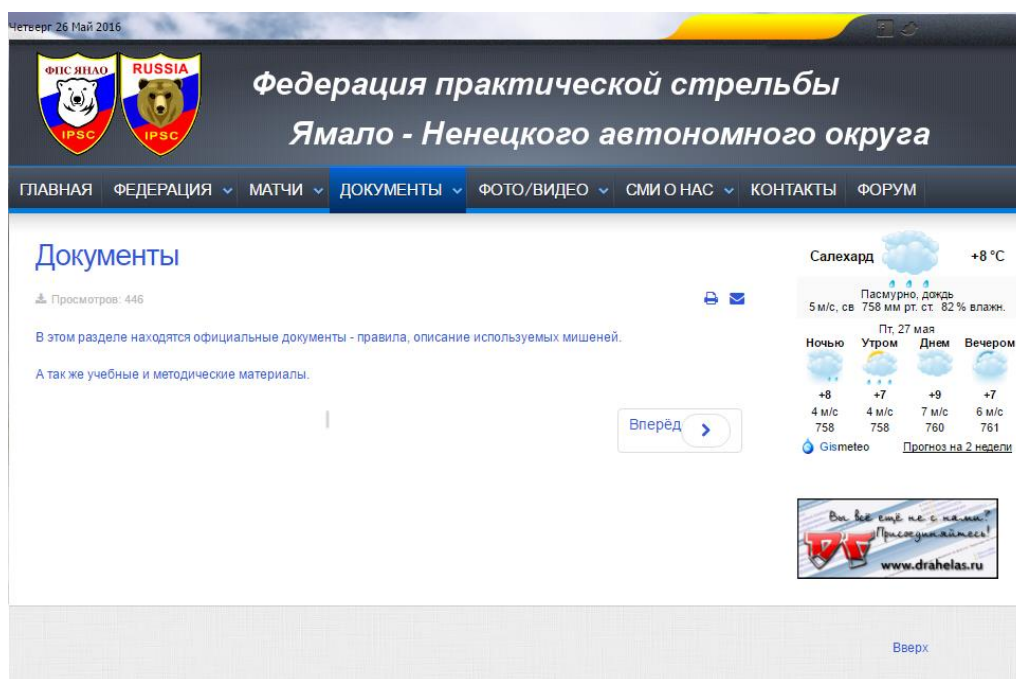 Четверг 26 Май 2016
ФПС ЯНАО
IPSC
RUSSIA
IPSC
Федерация практической стрельбы
Ямало - Ненецкого автономного округа
ГЛАВНАЯ ФЕДЕРАЦИЯ МАТЧИ ДОКУМЕНТЫ ФОТО/ВИДЕО СМИ О НАС КОНТАКТЫ ФОРУМ
Документы
Просмотров: 446
В этом разделе находятся официальные документы - правила, описание используемых мишеней.
А так же учебные и методические материалы.
Вперёд
Салехард +8 °C
Пасмурно, дождь
5 м/с, св 758 мм рт. ст. 82 % влажн.
Пт, 27 мая
Ночью Утром Днем Вечером
+8 +7 +9 +7
4 м/с 4 м/с 7 м/с 6 м/с
758 758 760 761
Gismeteo Прогноз на 2 недели
Вы всё ещё не с нами?
Присоединяйтесь!
www.drahelas.ru
Вверх